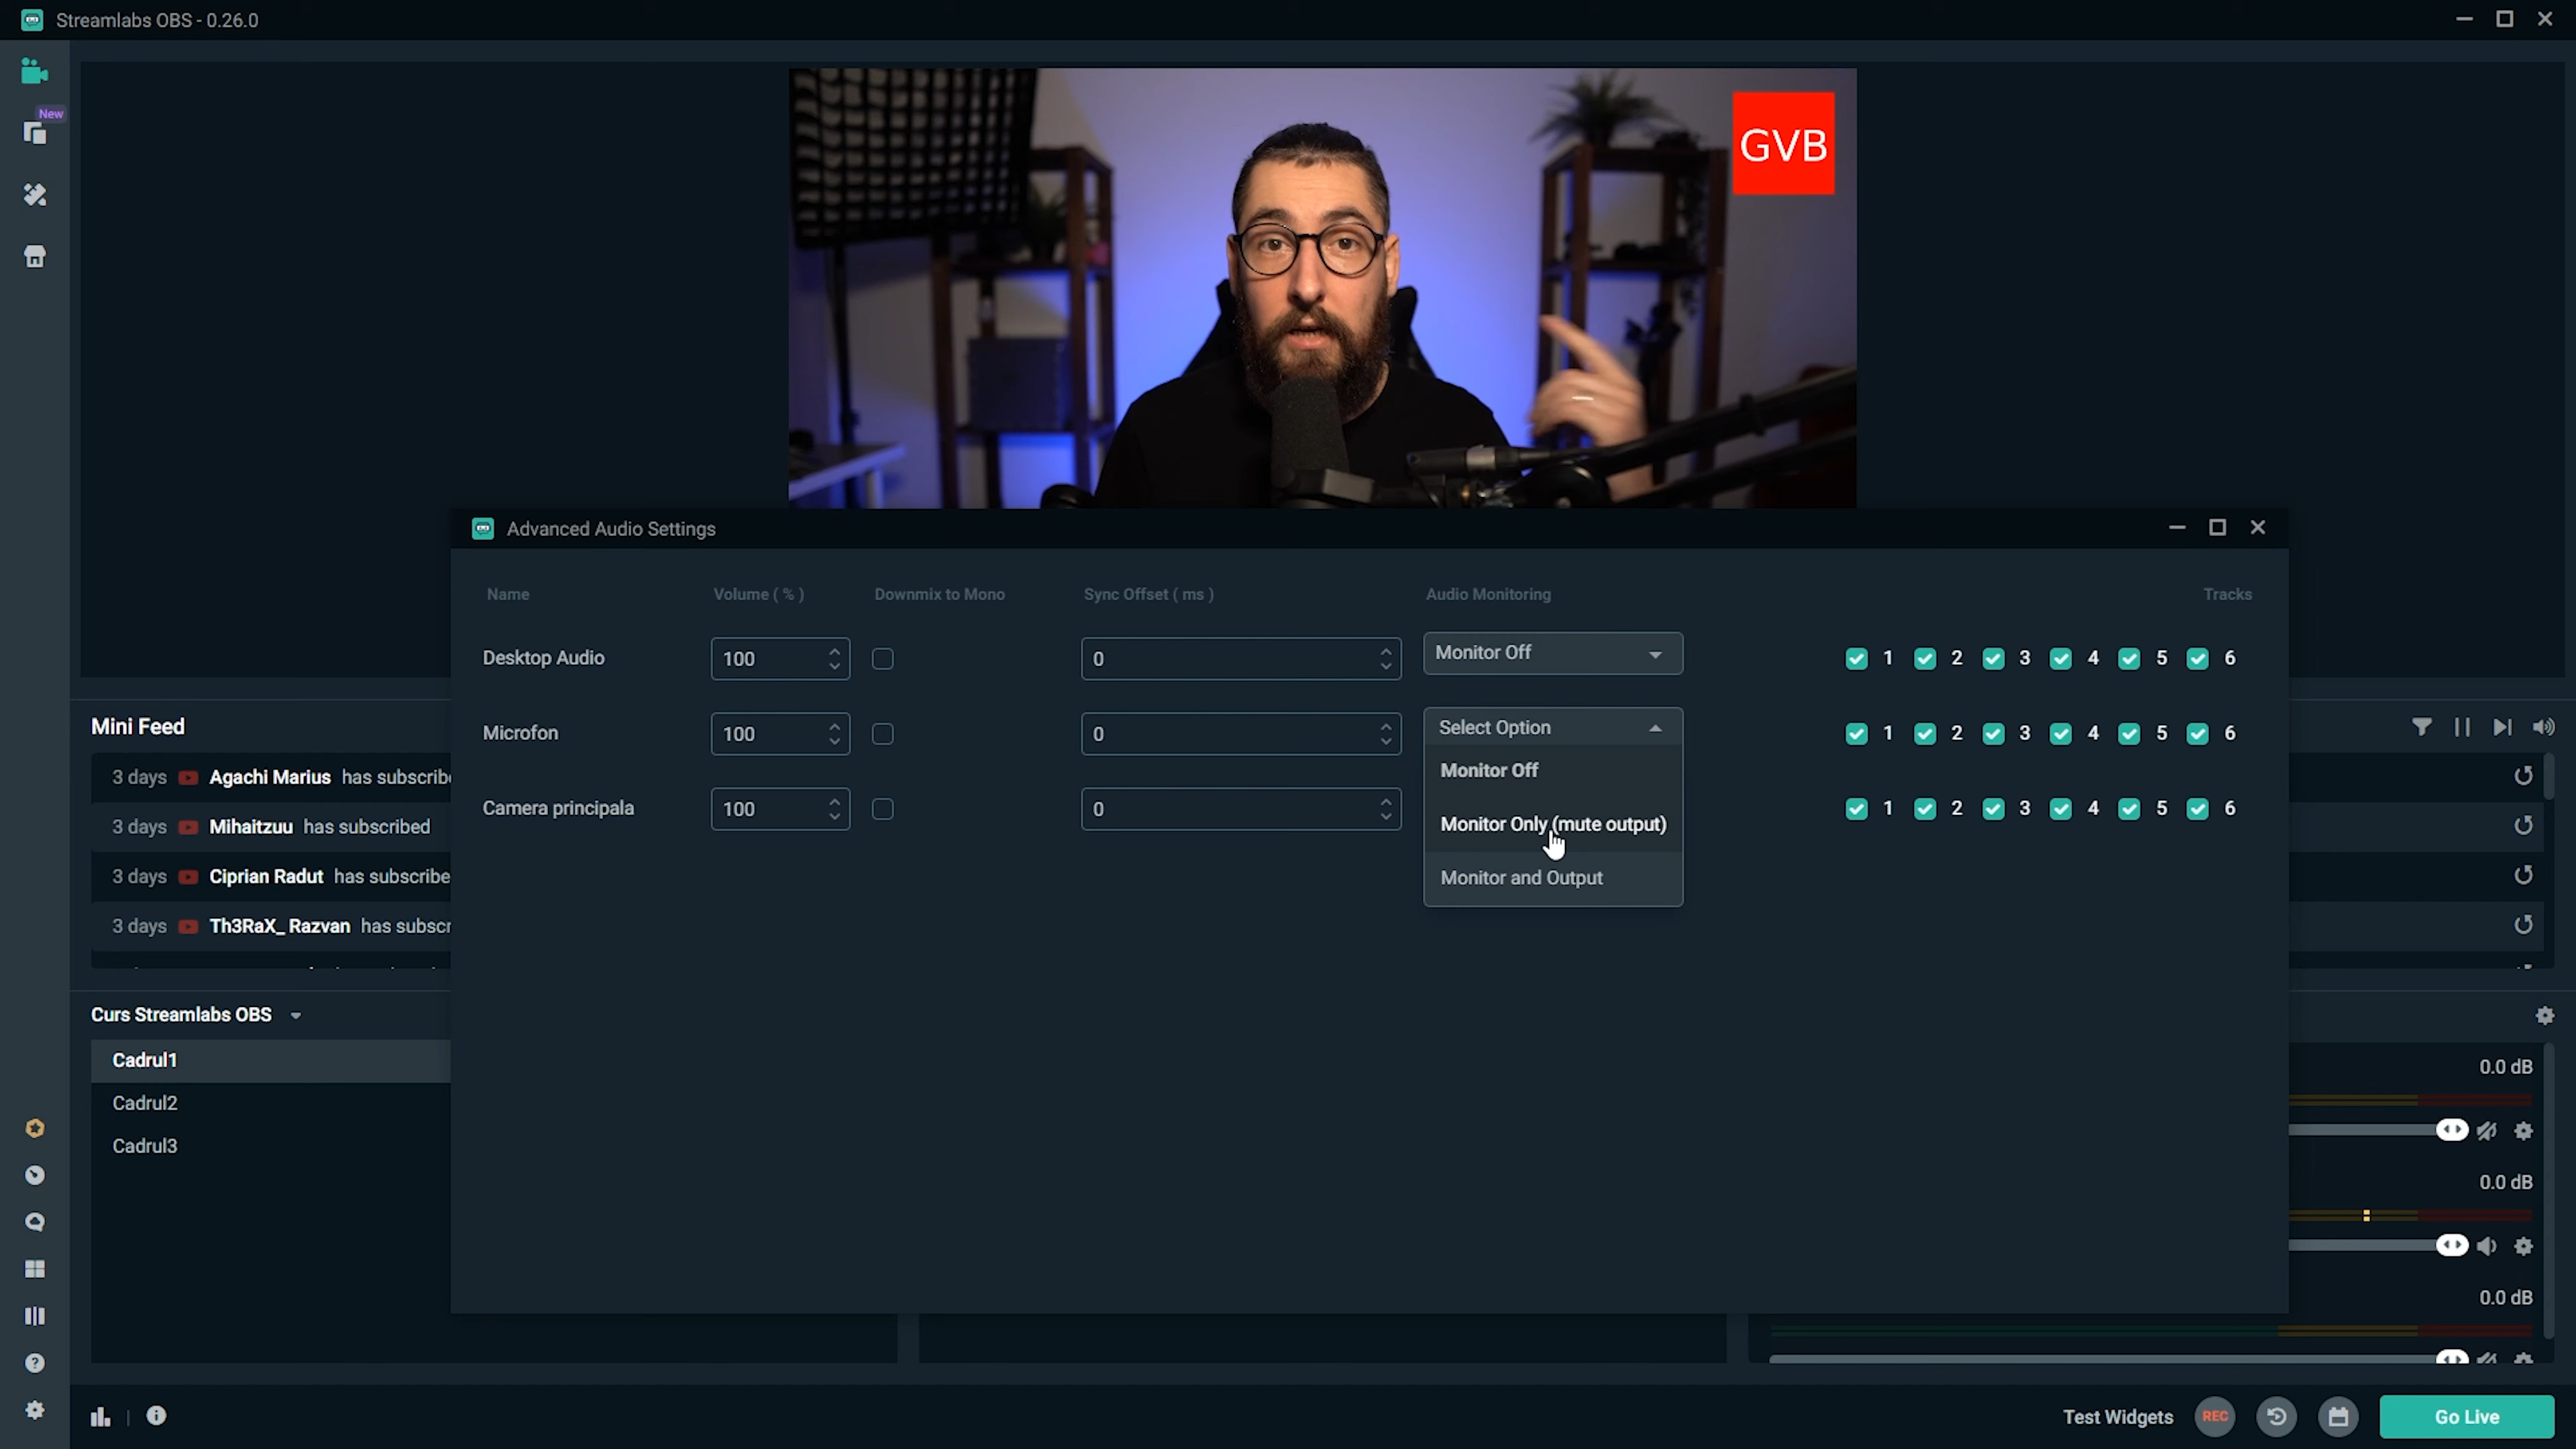 Streamlabs OBS - 0.26.0
New
GVB
Advanced Audio Settings
Name Volume ( % ) Downmix to Mono Sync Offset ( ms ) Audio Monitoring Tracks
Desktop Audio 100 0 Monitor Off 1 2 3 4 5 6
Microfon 100 0 Select Option 1 2 3 4 5 6
Monitor Off
Camera principala 100 0 Monitor Only (mute output) 1 2 3 4 5 6
Monitor and Output
Mini Feed
3 days Agachi Marius has subscribe
3 days Mihaitzuu has subscribed
3 days Ciprian Radut has subscribe
3 days Th3RaX_ Razvan has subscr
Curs Streamlabs OBS
Cadrul1
Cadrul2
Cadrul3
0.0 dB
0.0 dB
0.0 dB
Test Widgets REC Go Live